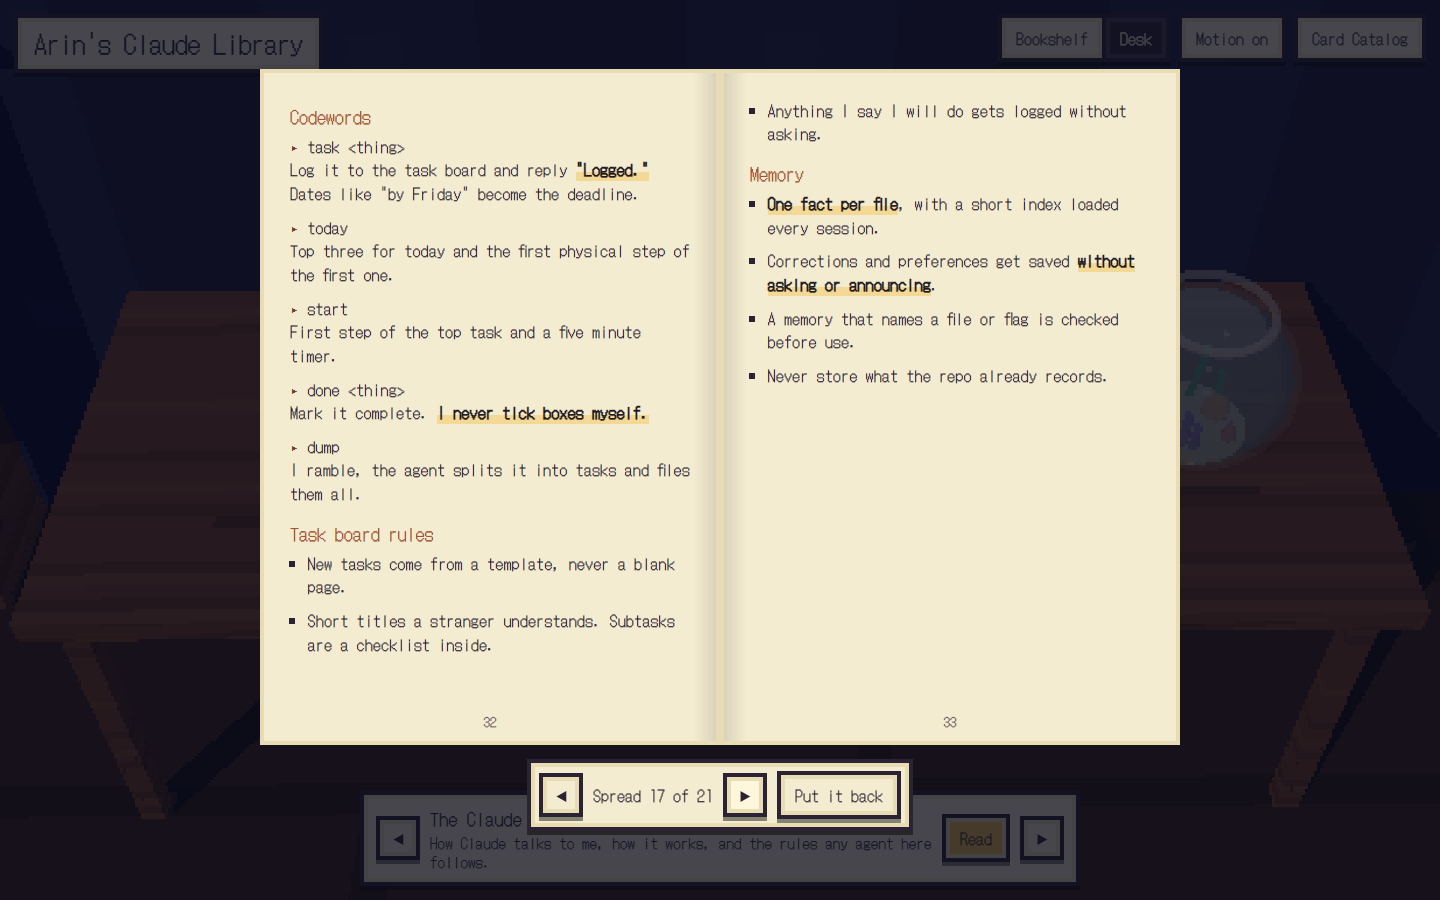 Arin's Claude Library
Bookshelf
Desk
Motion on
Card Catalog
Codewords
▸ task <thing>
Log it to the task board and reply "Logged."
Dates like "by Friday" become the deadline.
▸ today
Top three for today and the first physical step of
the first one.
▸ start
First step of the top task and a five minute
timer.
▸ done <thing>
Mark it complete. I never tick boxes myself.
▸ dump
I ramble, the agent splits it into tasks and files
them all.
Task board rules
▪ New tasks come from a template, never a blank
page.
▪ Short titles a stranger understands. Subtasks
are a checklist inside.
32
▪ Anything I say I will do gets logged without
asking.
Memory
▪ One fact per file, with a short index loaded
every session.
▪ Corrections and preferences get saved without
asking or announcing.
▪ A memory that names a file or flag is checked
before use.
▪ Never store what the repo already records.
33
◄ Spread 17 of 21 ► Put it back
◄ The Claude
How Claude talks to me, how it works, and the rules any agent here
follows.
Read ►